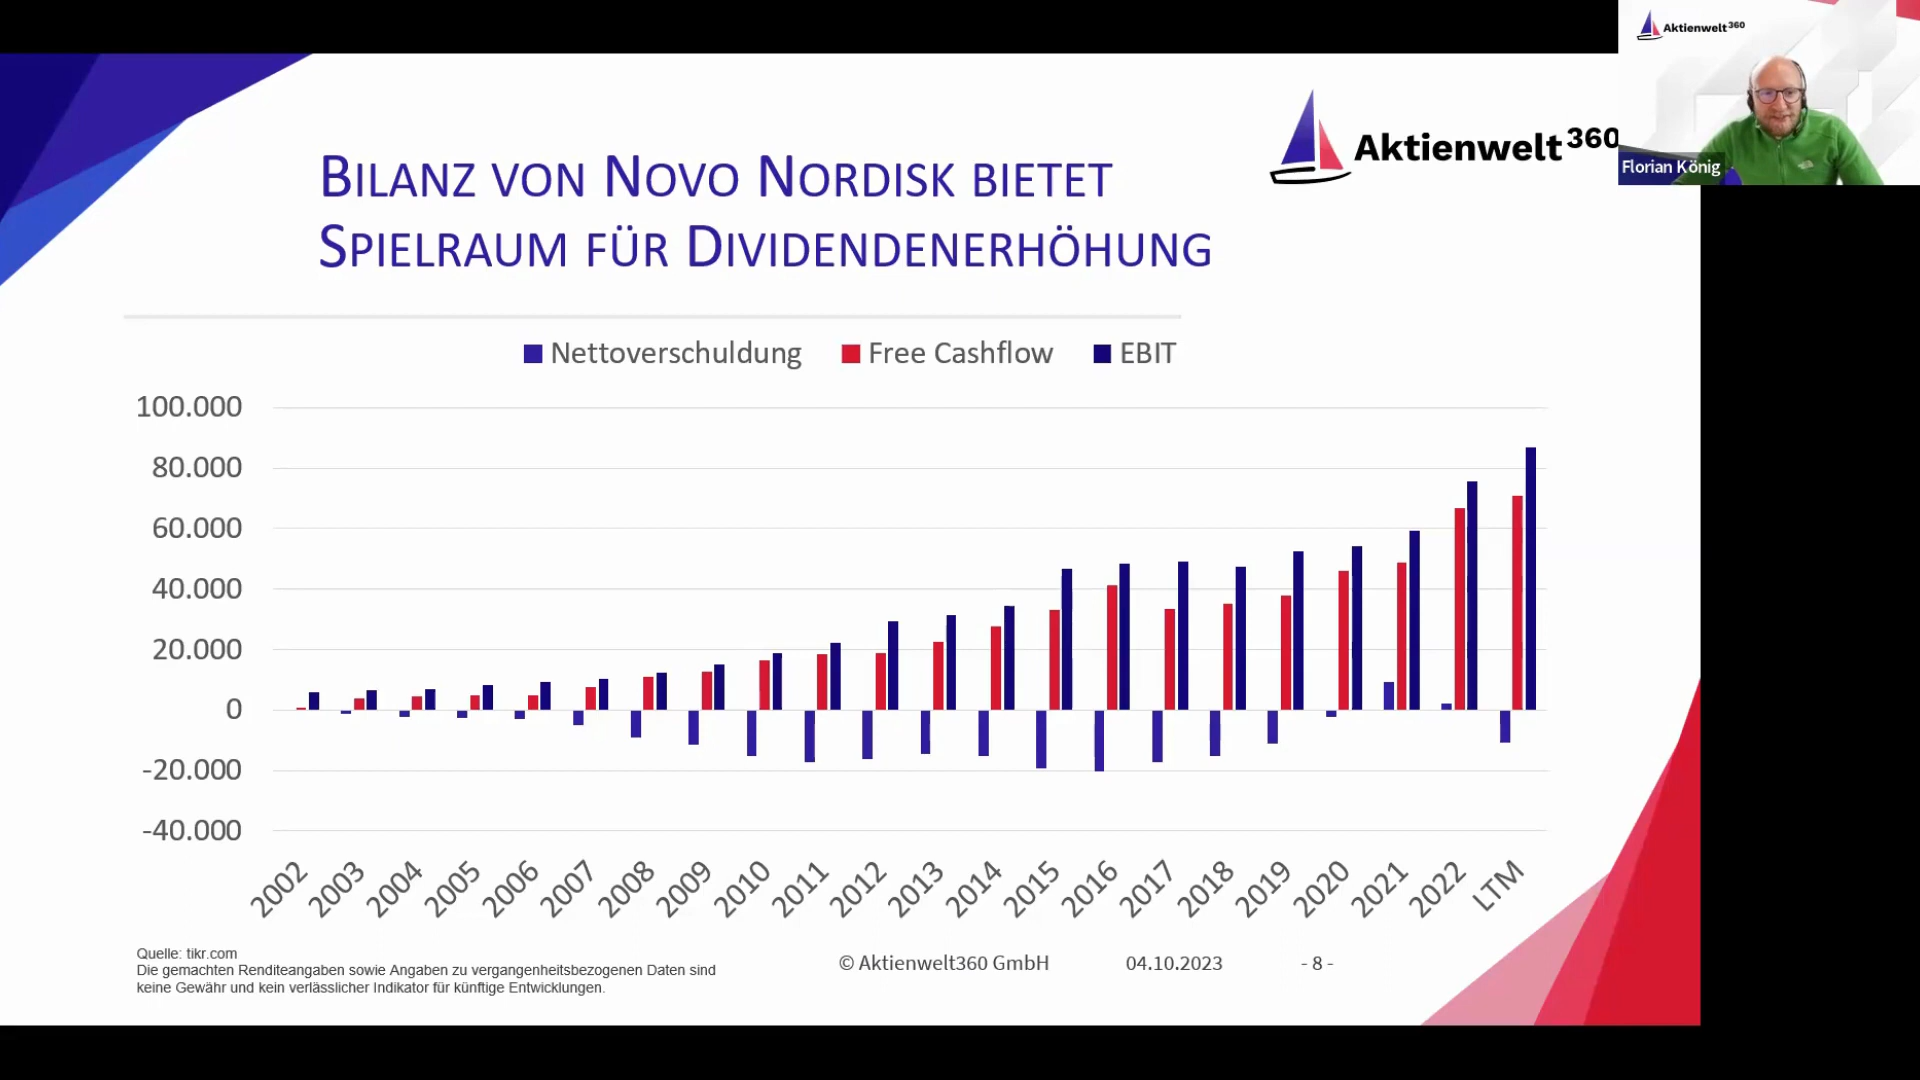 Aktienwelt360
Florian König
Aktienwelt360
BILANZ VON NOVO NORDISK BIETET
SPIELRAUM FÜR DIVIDENDENERHÖHUNG
Nettoverschuldung Free Cashflow EBIT
100.000
80.000
60.000
40.000
20.000
0
-20.000
-40.000
2002 2003 2004 2005 2006 2007 2008 2009 2010 2011 2012 2013 2014 2015 2016 2017 2018 2019 2020 2021 2022 LTM
Quelle: tikr.com
Die gemachten Renditeangaben sowie Angaben zu vergangenheitsbezogenen Daten sind
keine Gewähr und kein verlässlicher Indikator für künftige Entwicklungen.
© Aktienwelt360 GmbH 04.10.2023 - 8 -